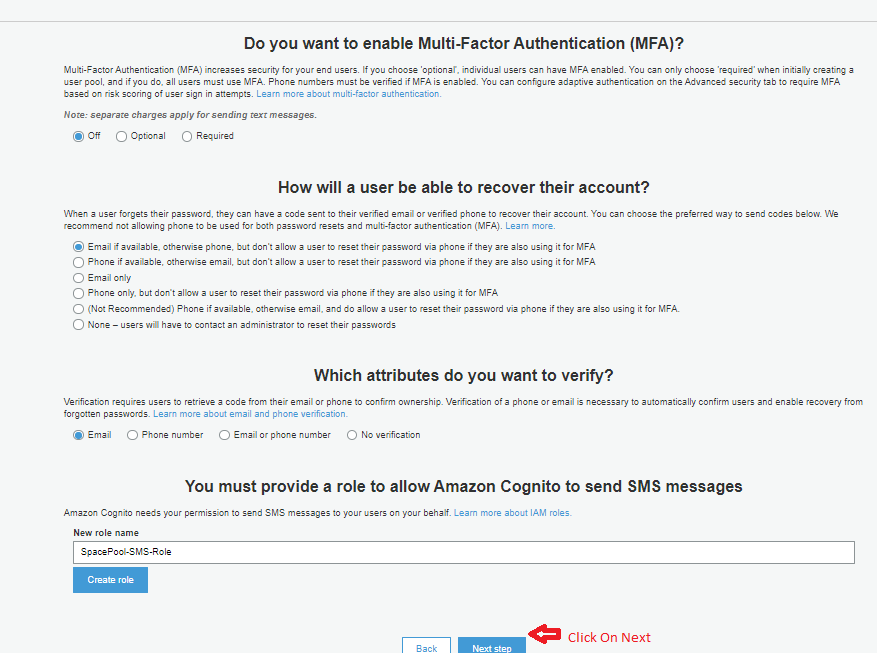 Do you want to enable Multi-Factor Authentication (MFA)?
Multi-Factor Authentication (MFA) increases security for your end users. If you choose 'optional', individual users can have MFA enabled. You can only choose 'required' when initially creating a
user pool, and if you do, all users must use MFA. Phone numbers must be verified if MFA is enabled. You can configure adaptive authentication on the Advanced security tab to require MFA
based on risk scoring of user sign in attempts. Learn more about multi-factor authentication.
Note: separate charges apply for sending text messages.
Off Optional Required
How will a user be able to recover their account?
When a user forgets their password, they can have a code sent to their verified email or verified phone to recover their account. You can choose the preferred way to send codes below. We
recommend not allowing phone to be used for both password resets and multi-factor authentication (MFA). Learn more.
Email if available, otherwise phone, but don't allow a user to reset their password via phone if they are also using it for MFA
Phone if available, otherwise email, but don't allow a user to reset their password via phone if they are also using it for MFA
Email only
Phone only, but don't allow a user to reset their password via phone if they are also using it for MFA
(Not Recommended) Phone if available, otherwise email, and do allow a user to reset their password via phone if they are also using it for MFA.
None – users will have to contact an administrator to reset their passwords
Which attributes do you want to verify?
Verification requires users to retrieve a code from their email or phone to confirm ownership. Verification of a phone or email is necessary to automatically confirm users and enable recovery from
forgotten passwords. Learn more about email and phone verification.
Email Phone number Email or phone number No verification
You must provide a role to allow Amazon Cognito to send SMS messages
Amazon Cognito needs your permission to send SMS messages to your users on your behalf. Learn more about IAM roles.
New role name
SpacePool-SMS-Role
Create role
Back Next step Click On Next